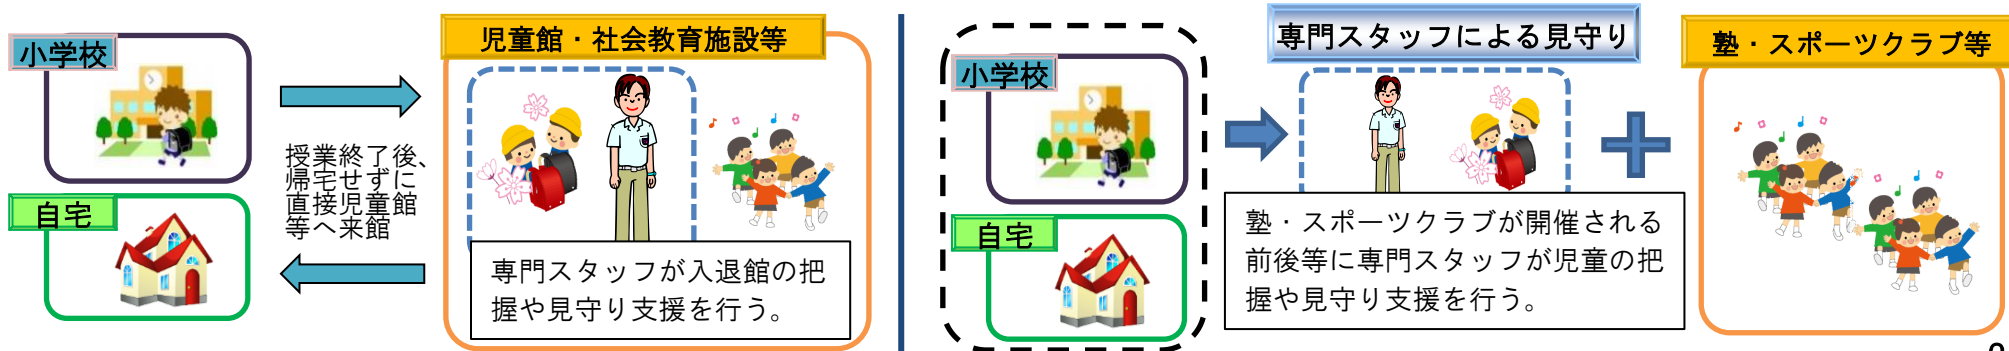 小学校
自宅
授業終了後、
帰宅せずに
直接児童館
等へ来館
児童館・社会教育施設等
専門スタッフが入退館の把
握や見守り支援を行う。
小学校
自宅
専門スタッフによる見守り
塾・スポーツクラブが開催される
前後等に専門スタッフが児童の把
握や見守り支援を行う。
塾・スポーツクラブ等